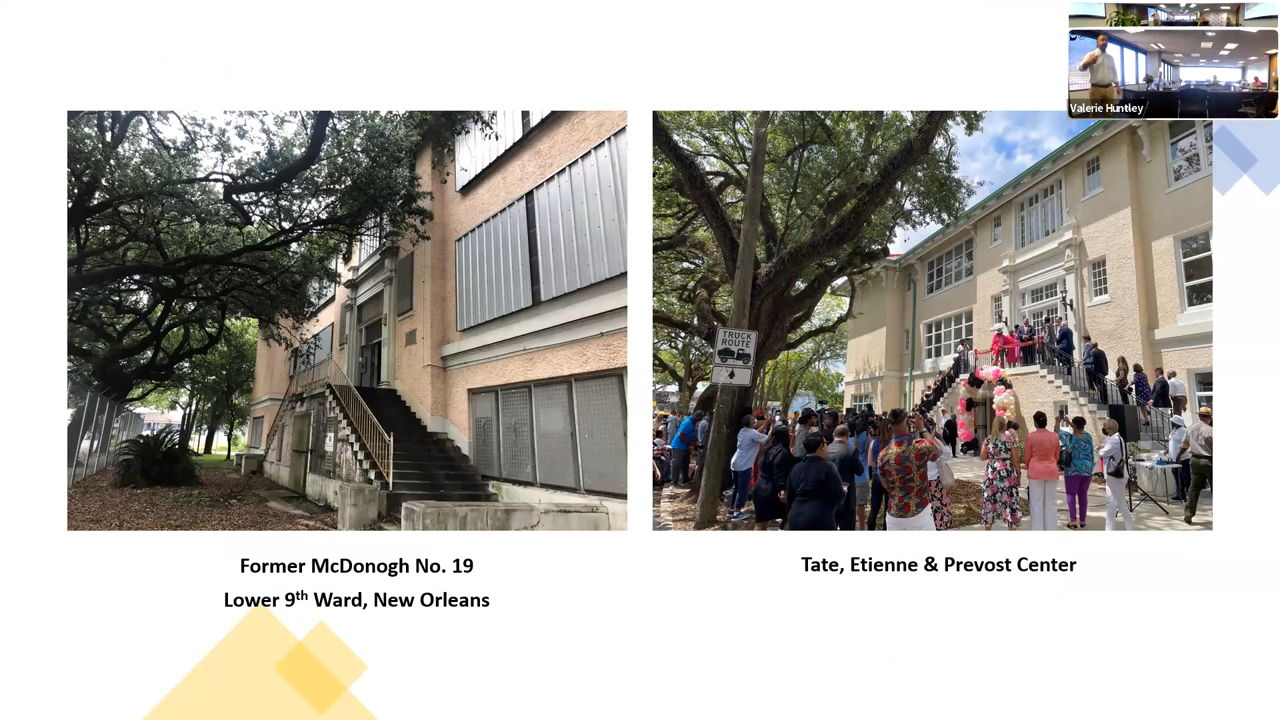 Valerie Huntley
TRUCK
ROUTE
Former McDonogh No. 19
Lower 9th Ward, New Orleans
Tate, Etienne & Prevost Center